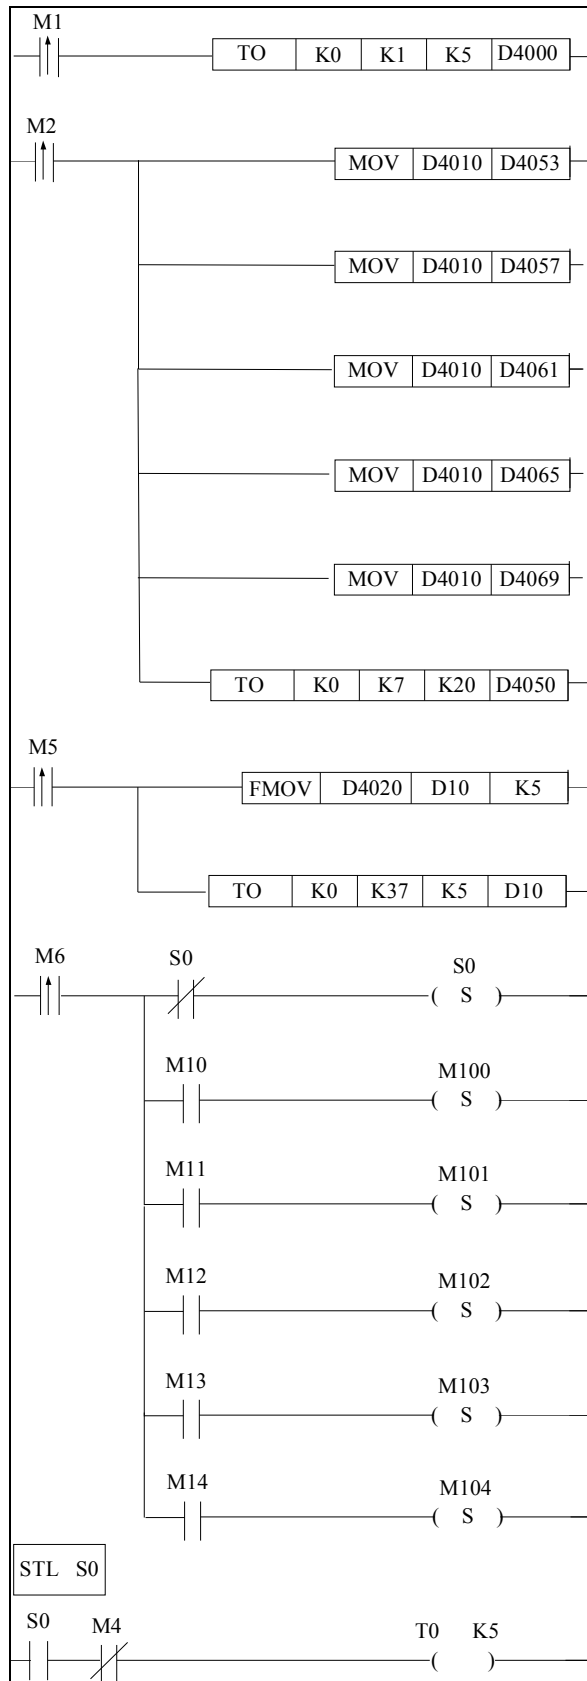 M1
TO K0 K1 K5 D4000
M2
MOV D4010 D4053
MOV D4010 D4057
MOV D4010 D4061
MOV D4010 D4065
MOV D4010 D4069
TO K0 K7 K20 D4050
M5
FMOV D4020 D10 K5
TO K0 K37 K5 D10
M6 S0 S0
( S )
M10 M100
( S )
M11 M101
( S )
M12 M102
( S )
M13 M103
( S )
M14 M104
( S )
STL S0
S0 M4 T0 K5
( )